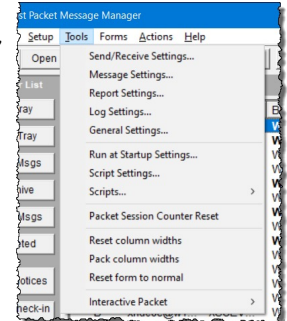 st Packet Message Manager
Setup Tools Forms Actions Help
Open
List
ray
Tray
Msgs
nive
Msgs
ted
otices
heck-in
Send/Receive Settings...
Message Settings...
Report Settings...
Log Settings...
General Settings...
Run at Startup Settings...
Script Settings...
Scripts... >
Packet Session Counter Reset
Reset column widths
Pack column widths
Reset form to normal
Interactive Packet >